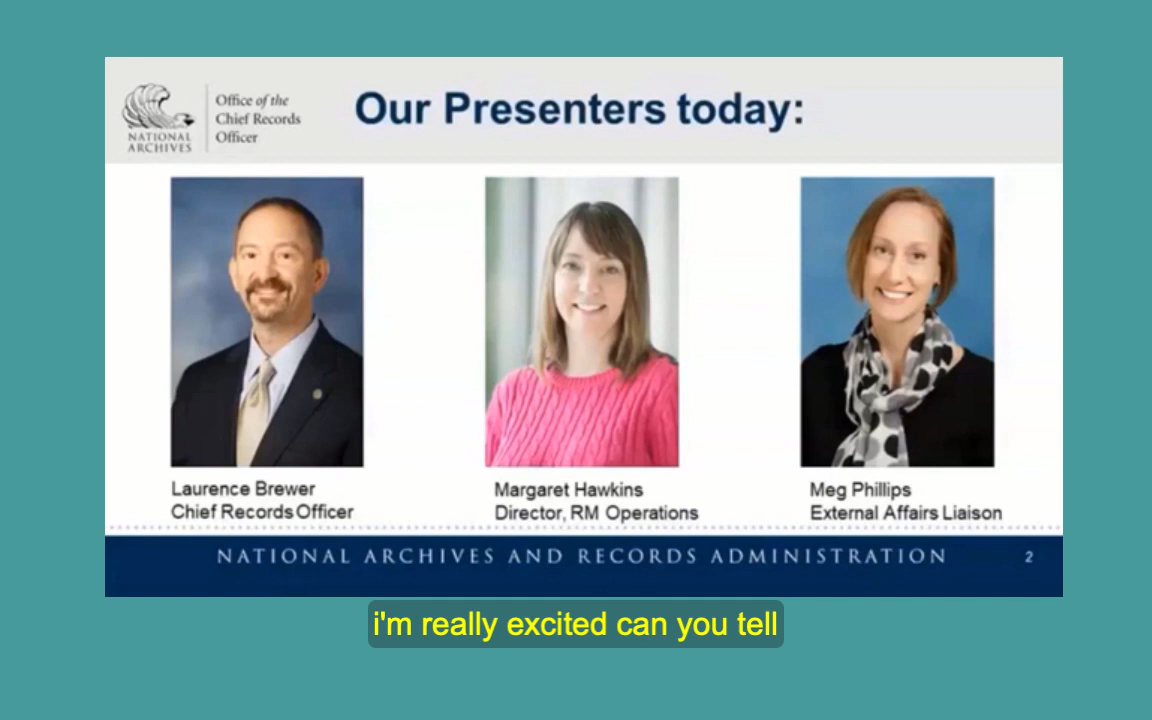 Office of the
Chief Records
Officer
NATIONAL
ARCHIVES
Our Presenters today:
Laurence Brewer
Chief Records Officer
Margaret Hawkins
Director, RM Operations
Meg Phillips
External Affairs Liaison
NATIONAL ARCHIVES AND RECORDS ADMINISTRATION
2
i'm really excited can you tell